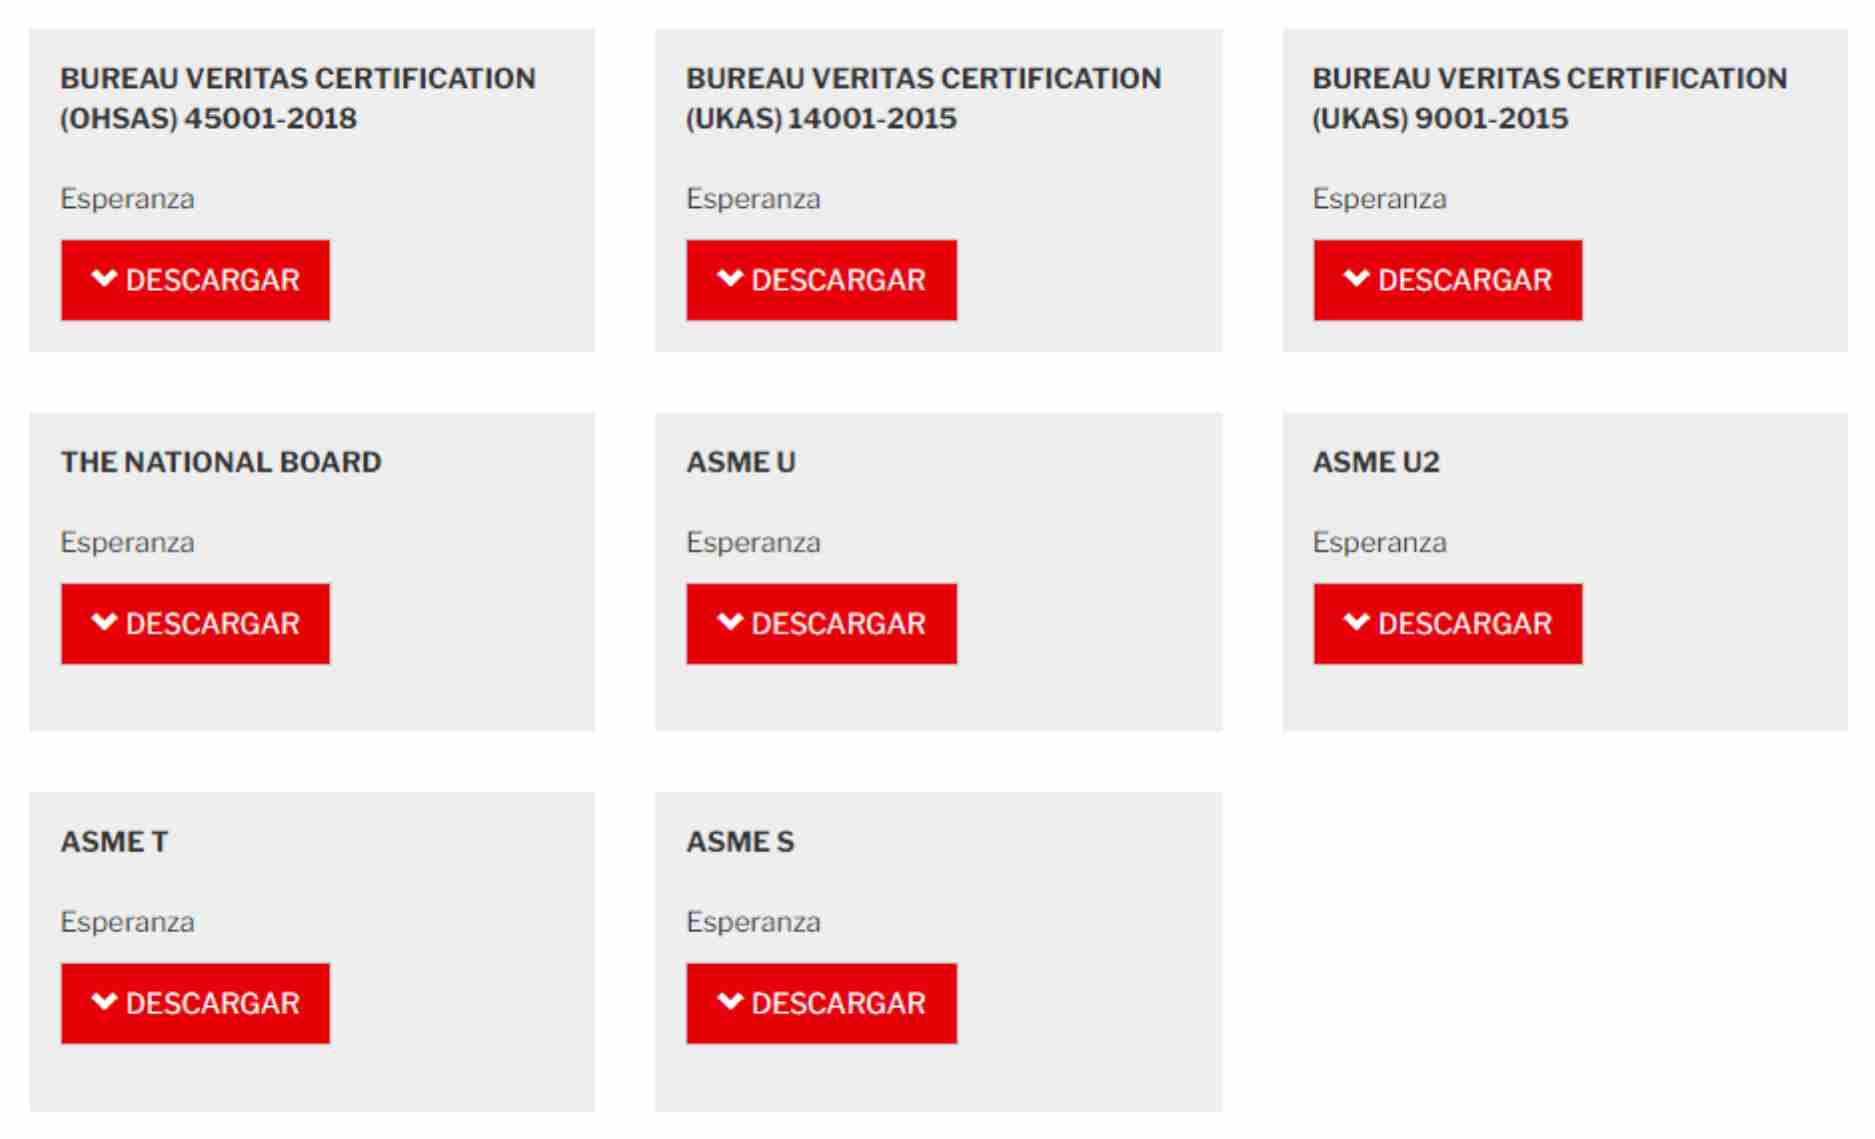 BUREAU VERITAS CERTIFICATION
(OHSAS) 45001-2018
Esperanza
DESCARGAR
BUREAU VERITAS CERTIFICATION
(UKAS) 14001-2015
Esperanza
DESCARGAR
BUREAU VERITAS CERTIFICATION
(UKAS) 9001-2015
Esperanza
DESCARGAR
THE NATIONAL BOARD
Esperanza
DESCARGAR
ASME U
Esperanza
DESCARGAR
ASME U2
Esperanza
DESCARGAR
ASME T
Esperanza
DESCARGAR
ASME S
Esperanza
DESCARGAR